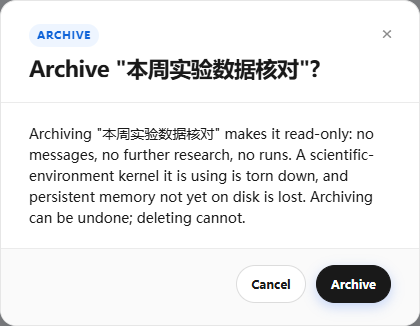 ARCHIVE
Archive "本周实验数据核对"?
Archiving "本周实验数据核对" makes it read-only: no
messages, no further research, no runs. A scientific-
environment kernel it is using is torn down, and
persistent memory not yet on disk is lost. Archiving
can be undone; deleting cannot.
Cancel
Archive